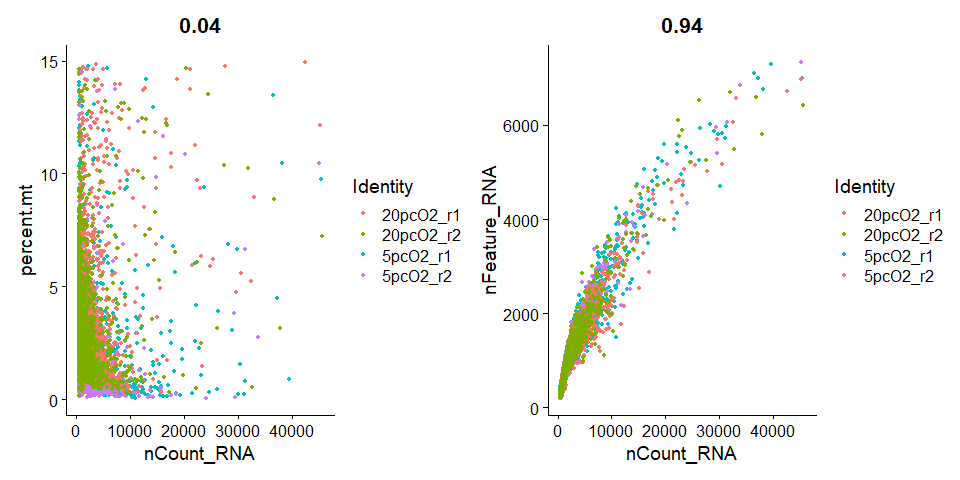 0.04
percent.mt
15
10
5
0
0 10000 20000 30000 40000
nCount_RNA
Identity
20pcO2_r1
20pcO2_r2
5pcO2_r1
5pcO2_r2
0.94
nFeature_RNA
6000
4000
2000
0
0 10000 20000 30000 40000
nCount_RNA
Identity
20pcO2_r1
20pcO2_r2
5pcO2_r1
5pcO2_r2